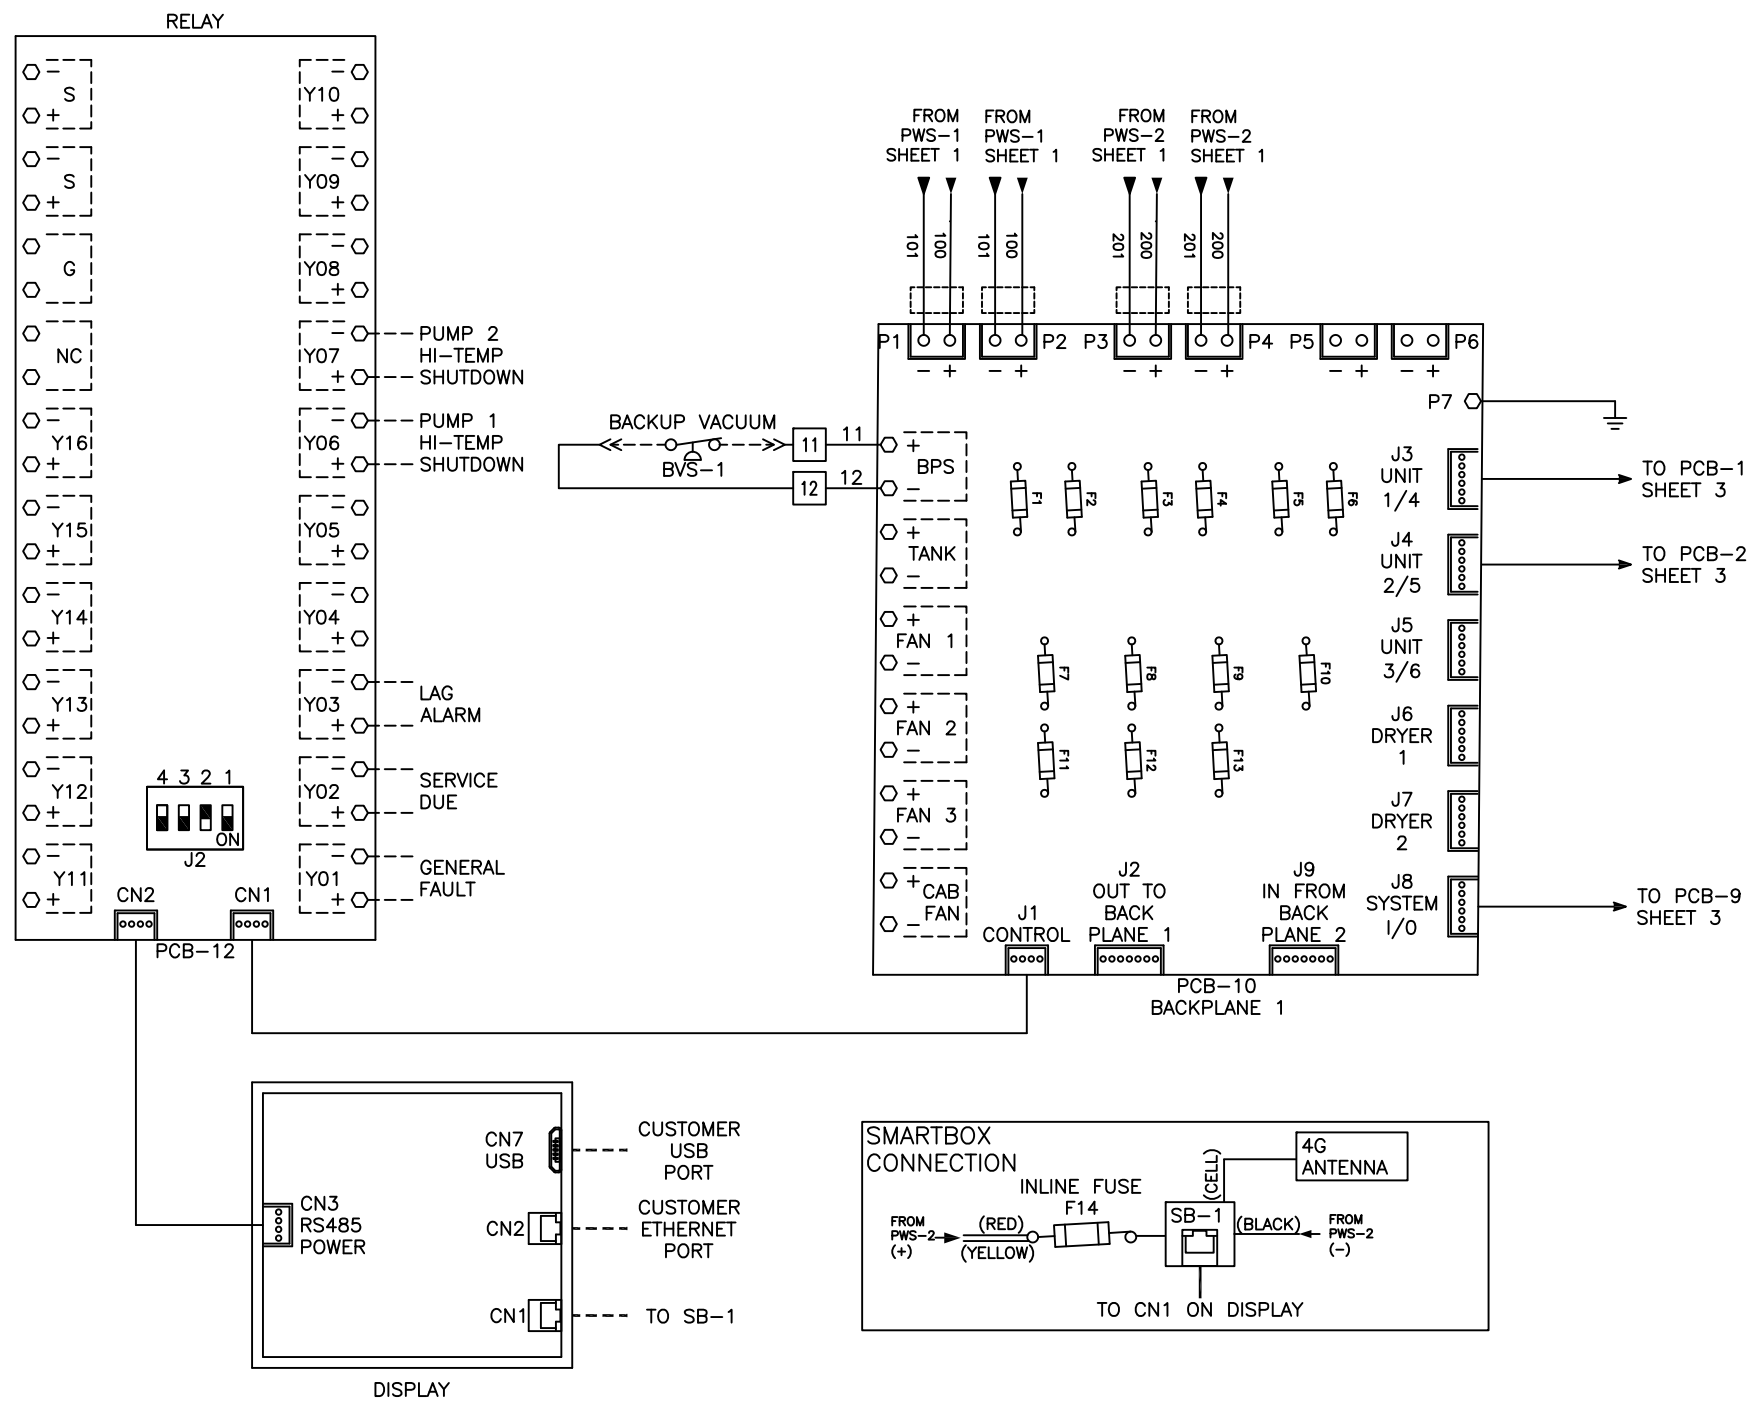 RELAY
− S +
− S +
− G +
NC
− Y16 +
− Y15 +
− Y14 +
− Y13 +
− Y12 +
− Y11 +
− Y10 +
− Y09 +
− Y08 +
− Y07 +
− Y06 +
− Y05 +
− Y04 +
− Y03 +
− Y02 +
− Y01 +
PUMP 2
HI-TEMP
SHUTDOWN
PUMP 1
HI-TEMP
SHUTDOWN
LAG
ALARM
SERVICE
DUE
GENERAL
FAULT
4 3 2 1
ON
J2
CN2
CN1
PCB-12
BACKUP VACUUM
BVS-1
11
11
12
12
FROM
PWS-1
SHEET 1
FROM
PWS-1
SHEET 1
FROM
PWS-2
SHEET 1
FROM
PWS-2
SHEET 1
101
100
101
100
201
200
201
200
P1
P2
P3
P4
P5
P6
− +
− +
− +
− +
− +
− +
P7
+
BPS
−
+
TANK
−
+
FAN 1
−
+
FAN 2
−
+
FAN 3
−
+
CAB
FAN
−
F1
F2
F3
F4
F5
F6
F7
F8
F9
F10
F11
F12
F13
J3
UNIT
1/4
J4
UNIT
2/5
J5
UNIT
3/6
J6
DRYER
1
J7
DRYER
2
J8
SYSTEM
I/O
TO PCB-1
SHEET 3
TO PCB-2
SHEET 3
TO PCB-9
SHEET 3
J1
CONTROL
J2
OUT TO
BACK
PLANE 1
J9
IN FROM
BACK
PLANE 2
PCB-10
BACKPLANE 1
CN7
USB
CUSTOMER
USB
PORT
CN3
RS485
POWER
CN2
CUSTOMER
ETHERNET
PORT
CN1
TO SB-1
DISPLAY
SMARTBOX
CONNECTION
4G
ANTENNA
(CELL)
INLINE FUSE
F14
SB-1
FROM
PWS-2
(+)
(RED)
(YELLOW)
(BLACK)
FROM
PWS-2
(−)
TO CN1 ON DISPLAY